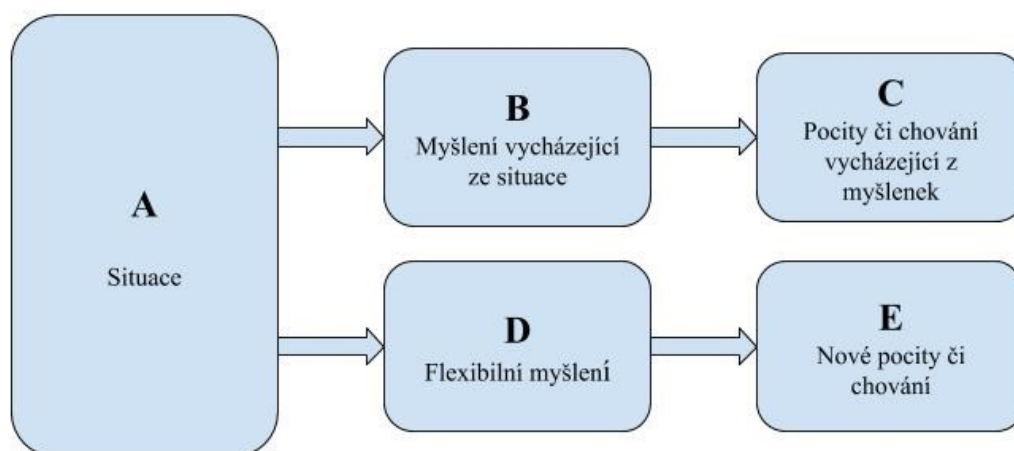 A
Situace
B
Myšlení vycházející
ze situace
C
Pocity či chování
vycházející z
myšlenek
D
Flexibilní myšlení
E
Nové pocity či
chování